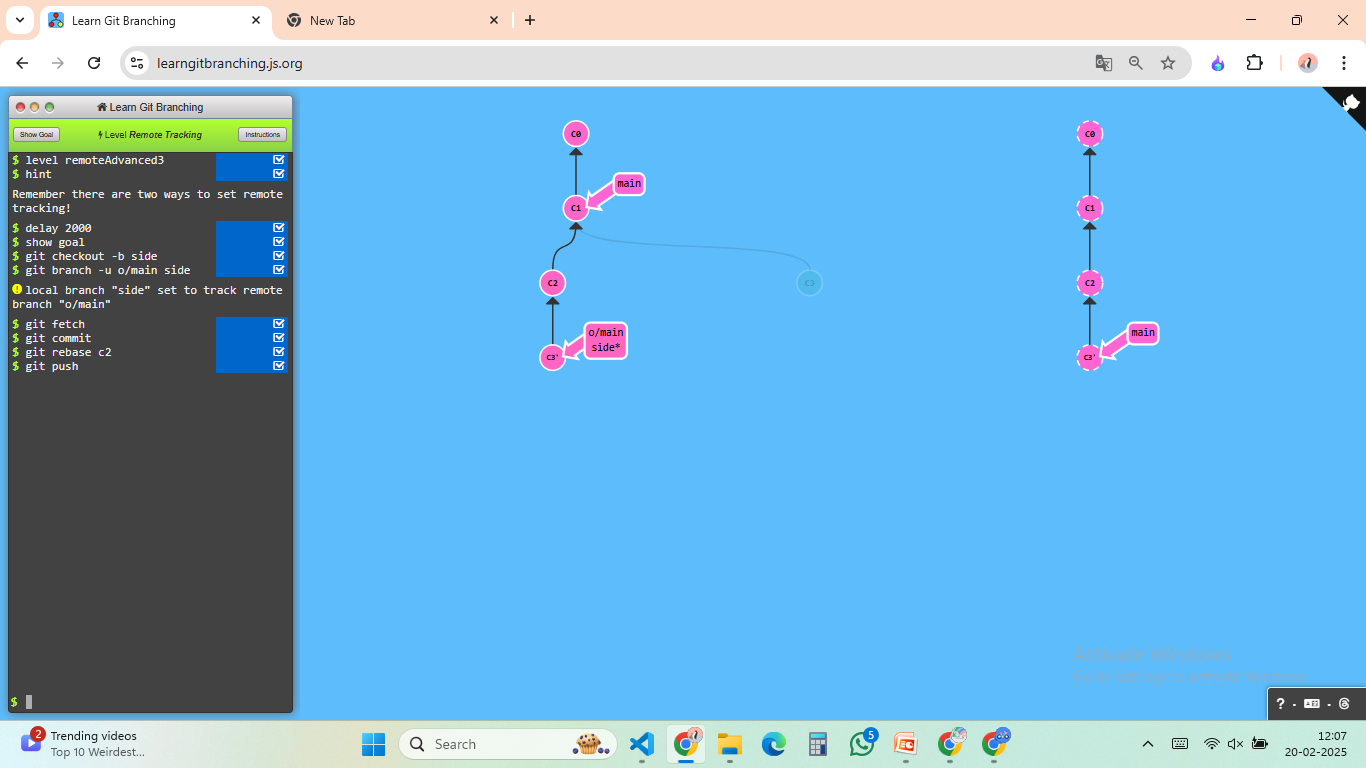 Learn Git Branching
New Tab
learngitbranching.js.org
Learn Git Branching
Show Goal
Level Remote Tracking
Instructions
$ level remoteAdvanced3
$ hint
Remember there are two ways to set remote
tracking!
$ delay 2000
$ show goal
$ git checkout -b side
$ git branch -u o/main side
local branch "side" set to track remote
branch "o/main"
$ git fetch
$ git commit
$ git rebase c2
$ git push
$
C0
main
C1
C2
C3
o/main
side*
C3'
C0
C1
C2
main
C3'
Activate Windows
Go to Settings to activate Windows.
? - -
2
Trending videos
Top 10 Weirdest...
Search
5
12:07
20-02-2025